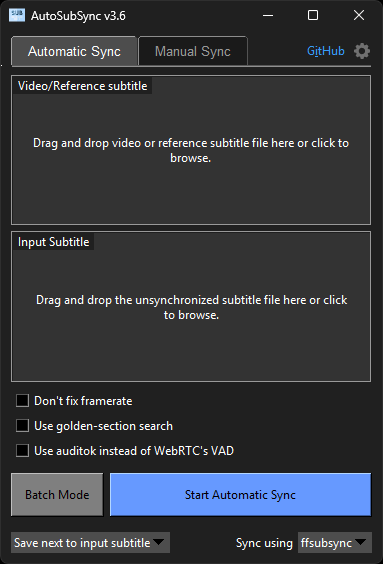 SUB
AutoSubSync v3.6
Automatic Sync
Manual Sync
GitHub
Video/Reference subtitle
Drag and drop video or reference subtitle file here or click to
browse.
Input Subtitle
Drag and drop the unsynchronized subtitle file here or click
to browse.
Don't fix framerate
Use golden-section search
Use auditok instead of WebRTC's VAD
Batch Mode
Start Automatic Sync
Save next to input subtitle
Sync using
ffsubsync